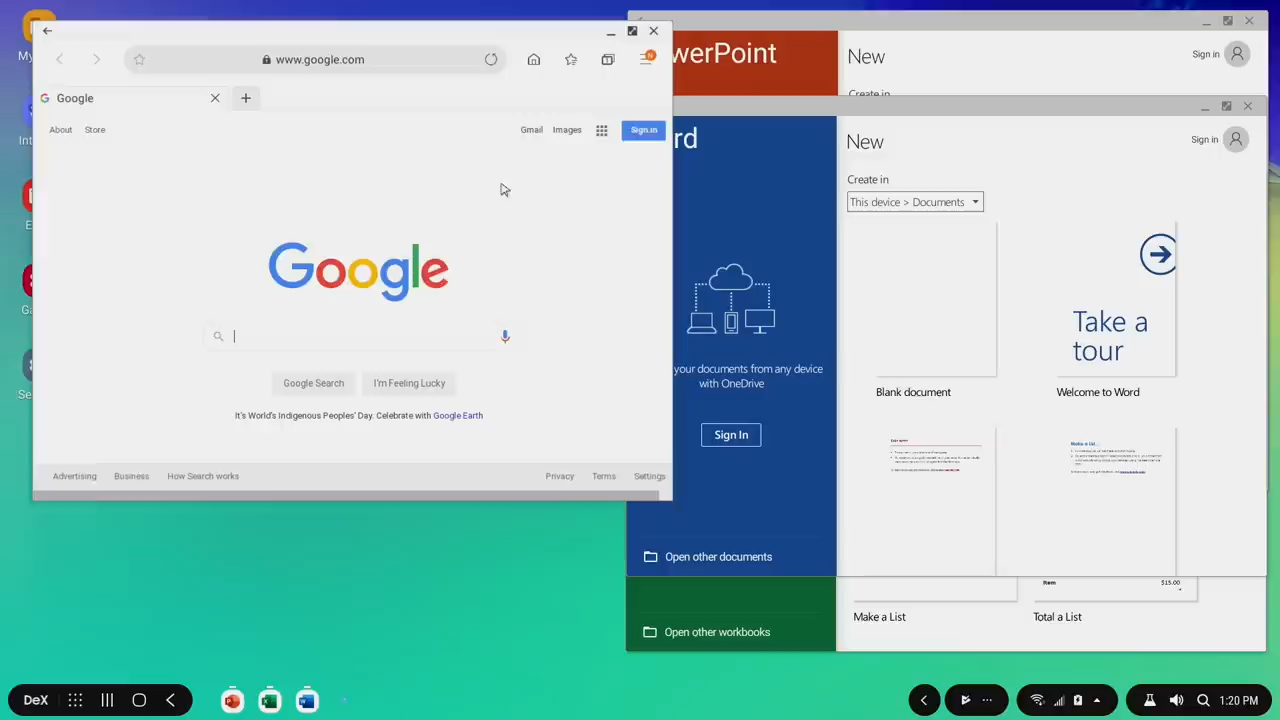 My
Int
E
Ga
Se
www.google.com
Google
About
Store
Gmail
Images
Sign in
Google
Google Search
I'm Feeling Lucky
It's World's Indigenous Peoples' Day. Celebrate with Google Earth
Advertising
Business
How Search works
Privacy
Terms
Settings
werPoint
New
Sign in
Create in
rd
New
Sign in
Create in
This device > Documents
Take a
tour
Blank document
Welcome to Word
your documents from any device
with OneDrive
Sign In
Make a List...
Open other documents
Item
$15.00
Make a List
Total a List
Open other workbooks
DeX
1:20 PM